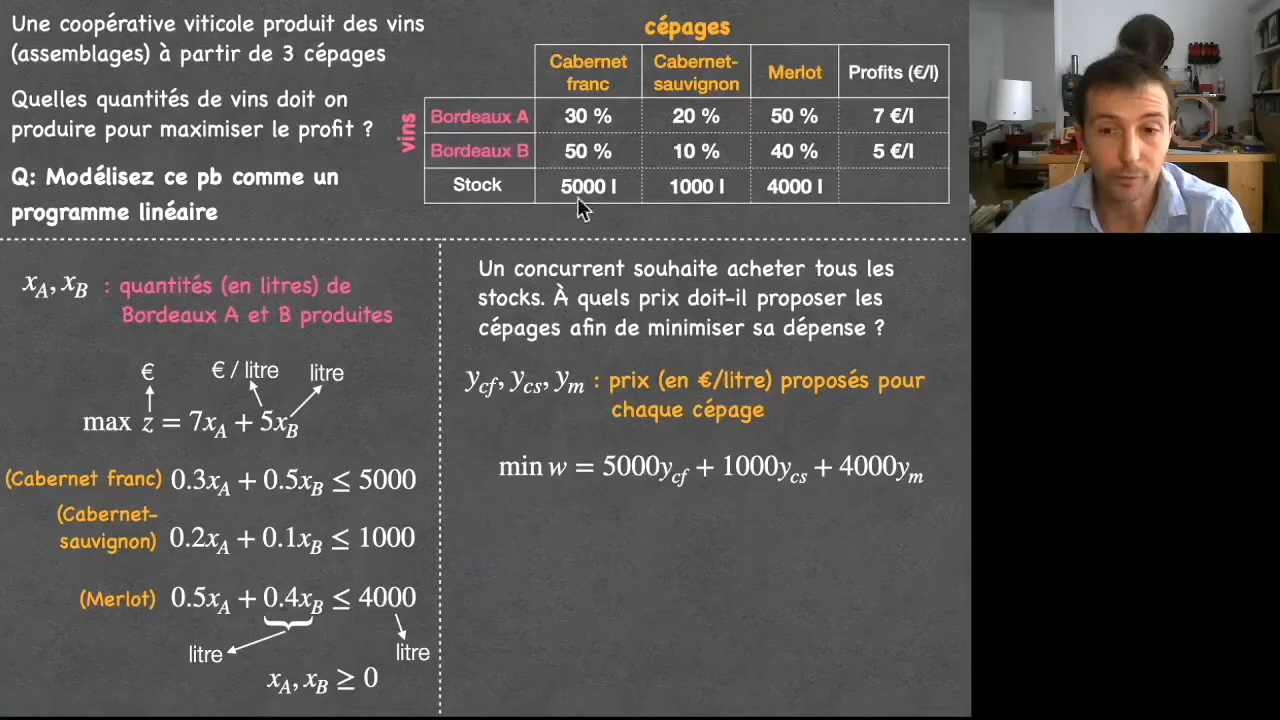 Une coopérative viticole produit des vins
(assemblages) à partir de 3 cépages
Quelles quantités de vins doit on
produire pour maximiser le profit ?
Q: Modélisez ce pb comme un
programme linéaire
cépages
vins
Cabernet franc Cabernet-sauvignon Merlot Profits (€/l)
Bordeaux A 30 % 20 % 50 % 7 €/l
Bordeaux B 50 % 10 % 40 % 5 €/l
Stock 5000 l 1000 l 4000 l
x_A, x_B : quantités (en litres) de
Bordeaux A et B produites
€ € / litre litre
max z = 7x_A + 5x_B
(Cabernet franc) 0.3x_A + 0.5x_B ≤ 5000
(Cabernet-
sauvignon) 0.2x_A + 0.1x_B ≤ 1000
(Merlot) 0.5x_A + 0.4x_B ≤ 4000
litre litre
x_A, x_B ≥ 0
Un concurrent souhaite acheter tous les
stocks. À quels prix doit-il proposer les
cépages afin de minimiser sa dépense ?
y_cf, y_cs, y_m : prix (en €/litre) proposés pour
chaque cépage
min w = 5000y_cf + 1000y_cs + 4000y_m